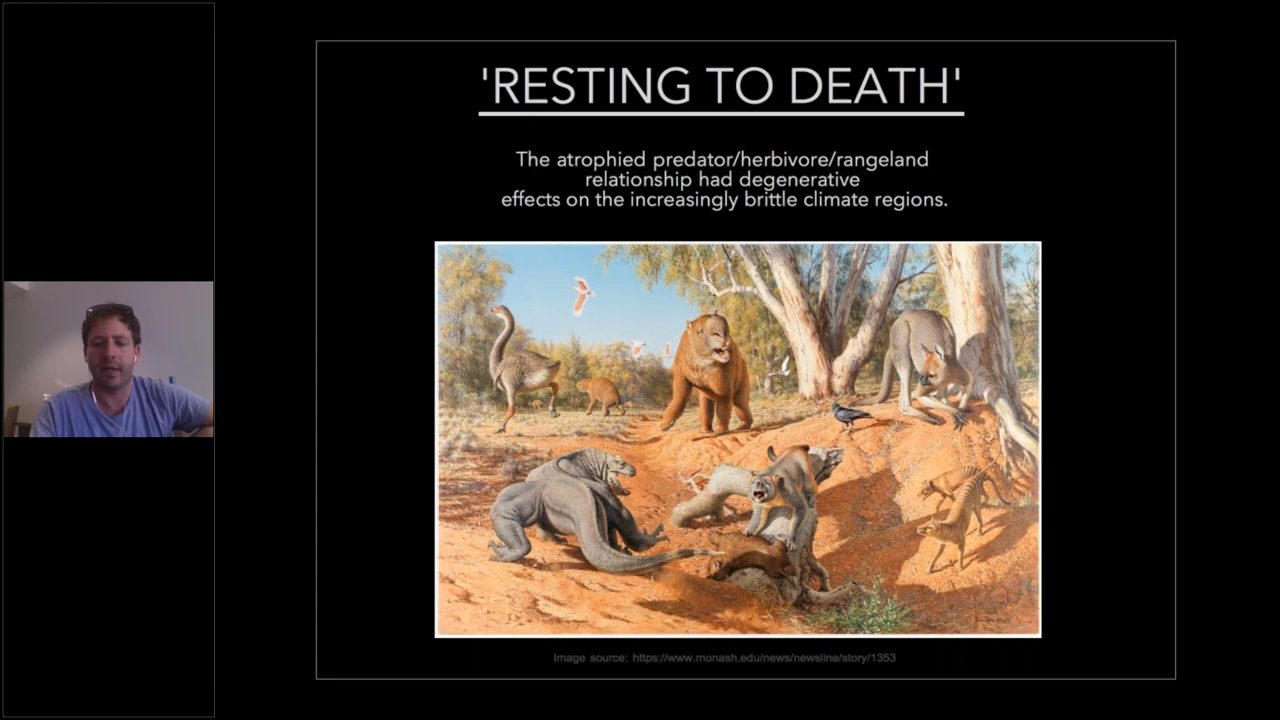 'RESTING TO DEATH'
The atrophied predator/herbivore/rangeland
relationship had degenerative
effects on the increasingly brittle climate regions.
Image source: https://www.monash.edu/news/newsline/story/1353